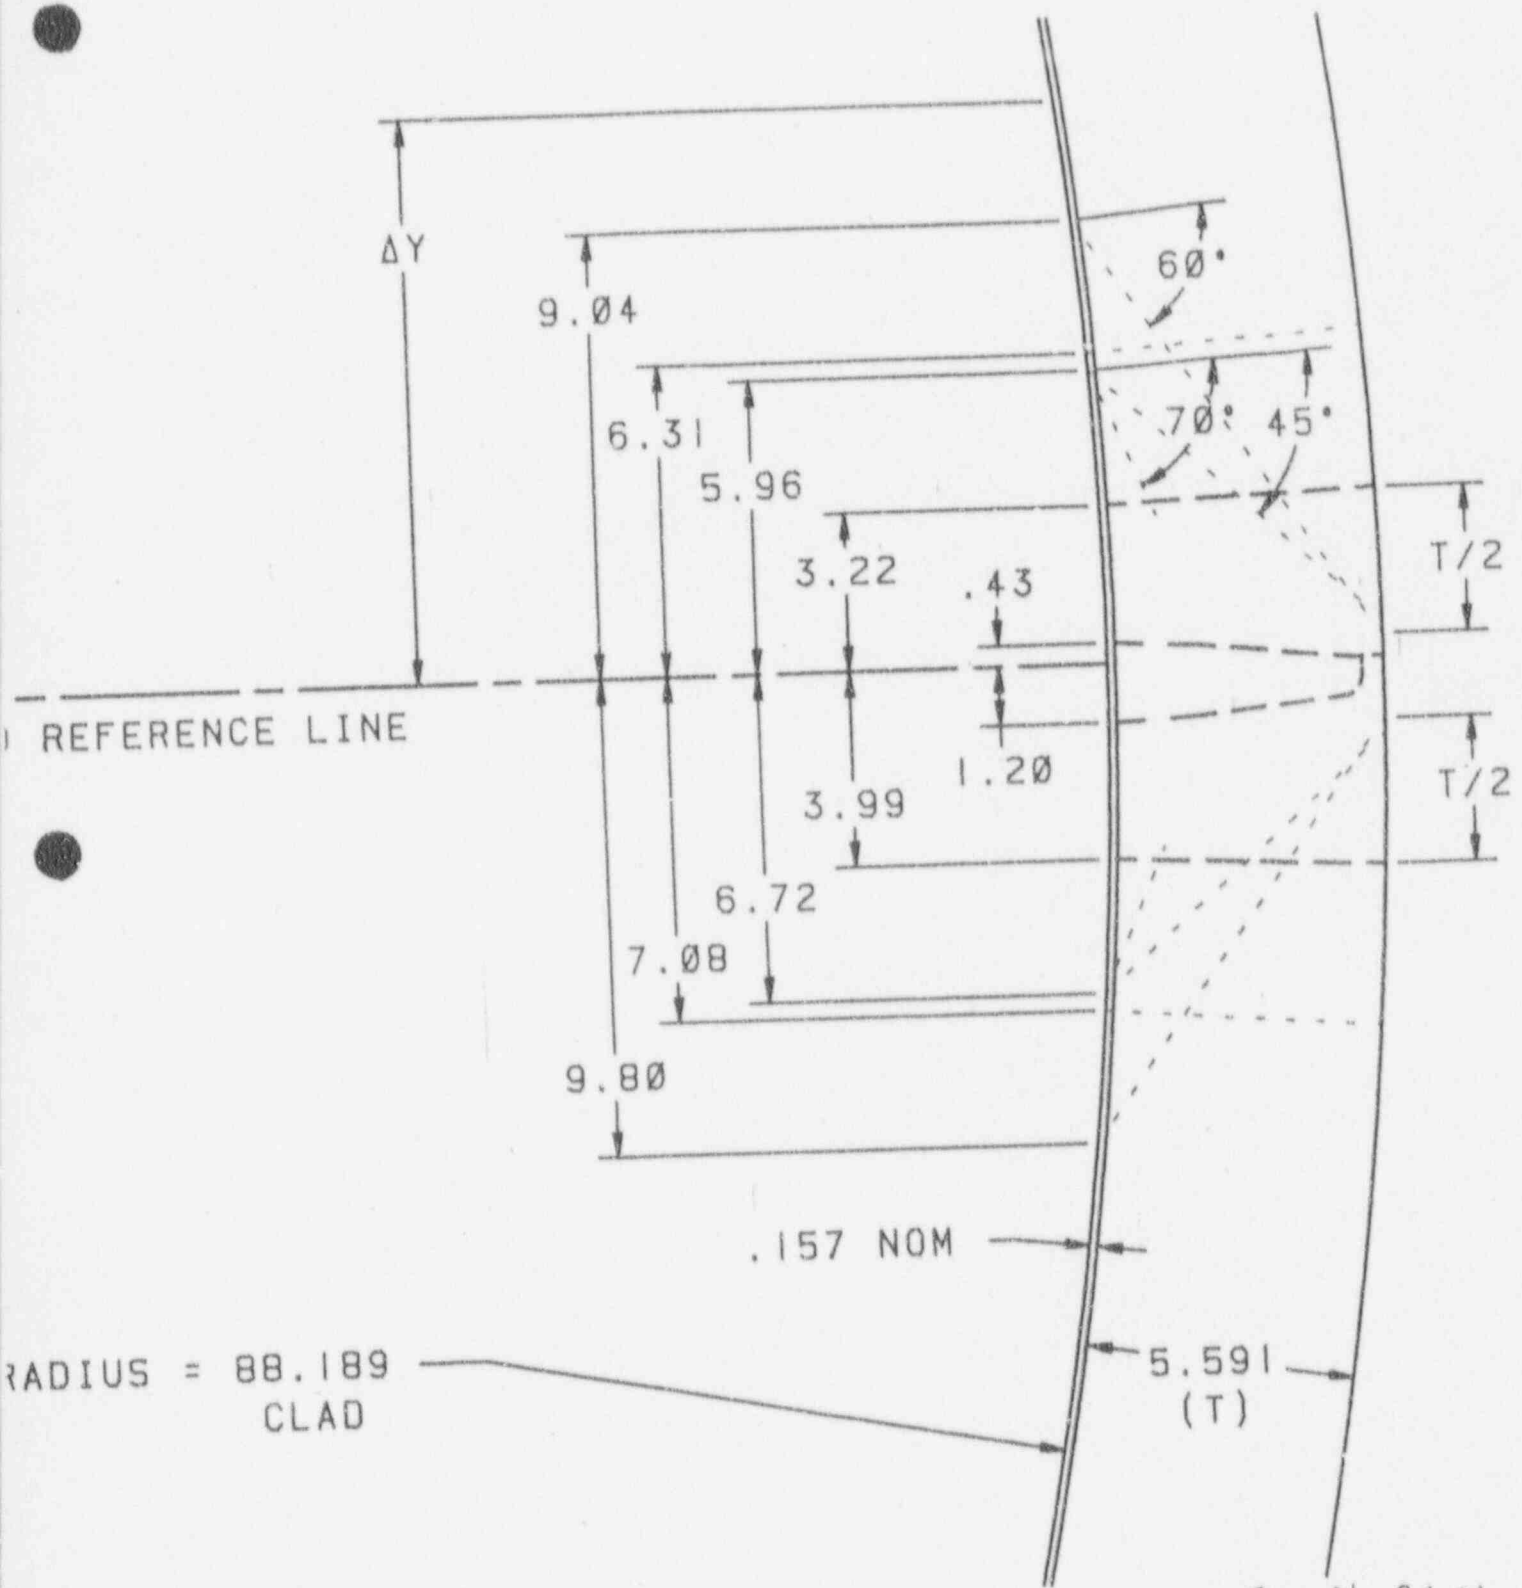 ΔY
60°
9.04
6.31
70°
45°
5.96
T/2
3.22
.43
REFERENCE LINE
1.20
T/2
3.99
6.72
7.08
9.80
.157 NOM
RADIUS = 88.189
CLAD
5.591
(T)